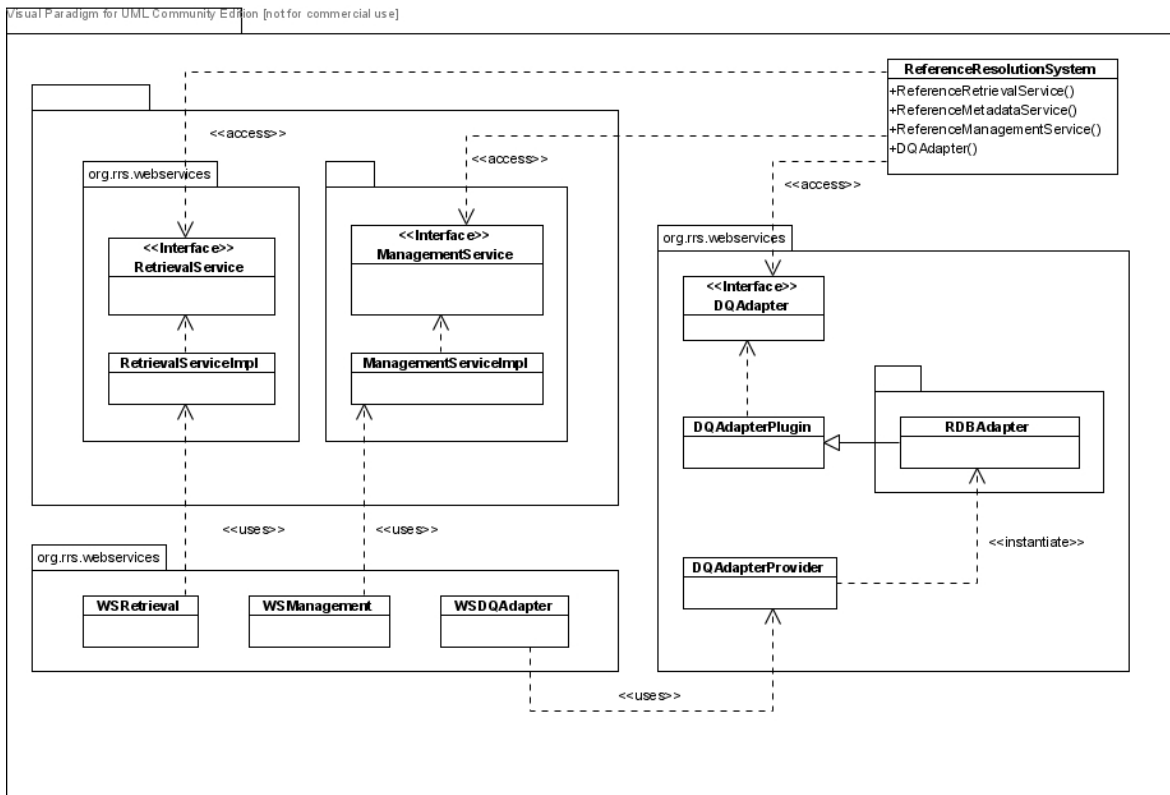 Visual Paradigm for UML Community Edition [not for commercial use]
ReferenceResolutionSystem
+ReferenceRetrievalService()
+ReferenceMetadataService()
+ReferenceManagementService()
+DQAdapter()
<<access>>
<<access>>
<<access>>
org.rrs.webservices
<<Interface>>
RetrievalService
RetrievalServiceImpl
<<Interface>>
ManagementService
ManagementServiceImpl
org.rrs.webservices
<<Interface>>
DQAdapter
DQAdapterPlugin
RDBAdapter
<<instantiate>>
DQAdapterProvider
<<uses>>
<<uses>>
org.rrs.webservices
WSRetrieval
WSManagement
WSDQAdapter
<<uses>>